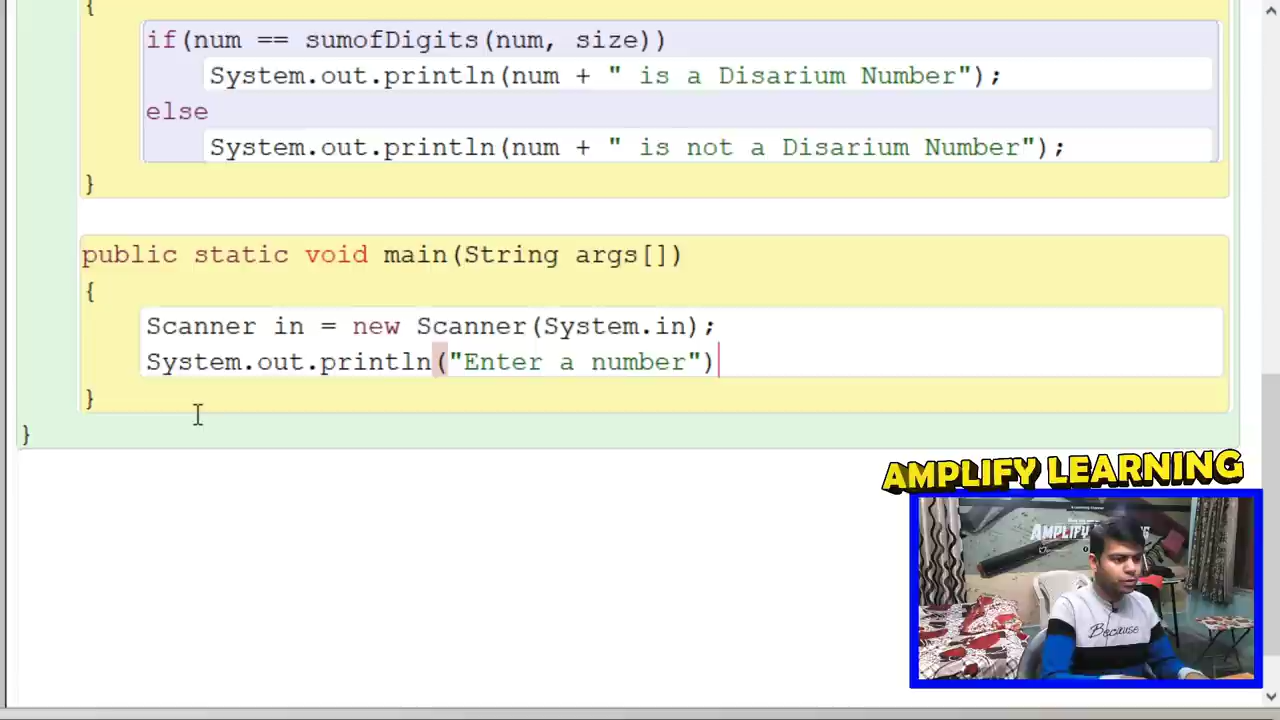 {
if(num == sumofDigits(num, size))
System.out.println(num + " is a Disarium Number");
else
System.out.println(num + " is not a Disarium Number");
}
public static void main(String args[])
{
Scanner in = new Scanner(System.in);
System.out.println("Enter a number")
}
}
AMPLIFY LEARNING
Because